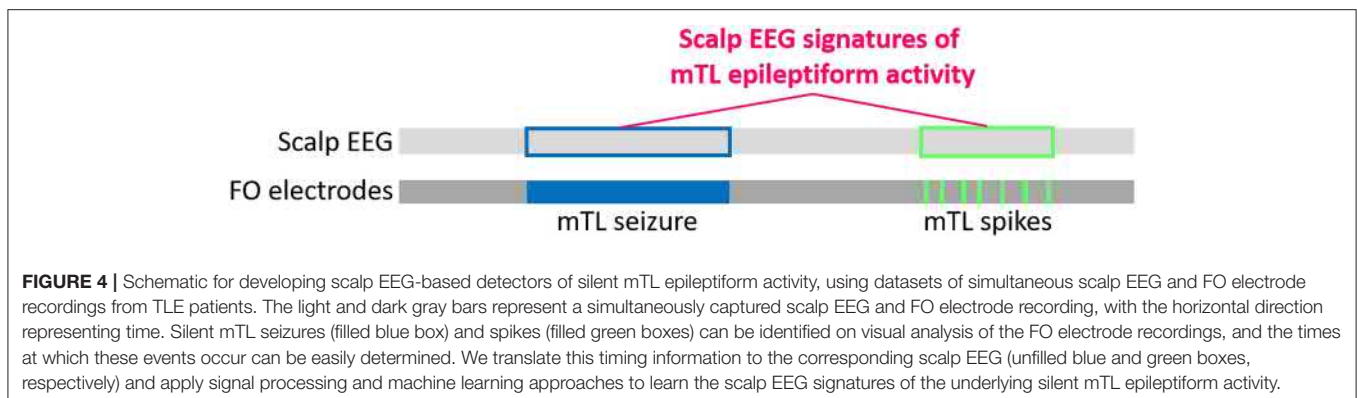 Scalp EEG signatures of
mTL epileptiform activity
Scalp EEG
FO electrodes
mTL seizure
mTL spikes
FIGURE 4 | Schematic for developing scalp EEG-based detectors of silent mTL epileptiform activity, using datasets of simultaneous scalp EEG and FO electrode
recordings from TLE patients. The light and dark gray bars represent a simultaneously captured scalp EEG and FO electrode recording, with the horizontal direction
representing time. Silent mTL seizures (filled blue box) and spikes (filled green boxes) can be identified on visual analysis of the FO electrode recordings, and the times
at which these events occur can be easily determined. We translate this timing information to the corresponding scalp EEG (unfilled blue and green boxes,
respectively) and apply signal processing and machine learning approaches to learn the scalp EEG signatures of the underlying silent mTL epileptiform activity.